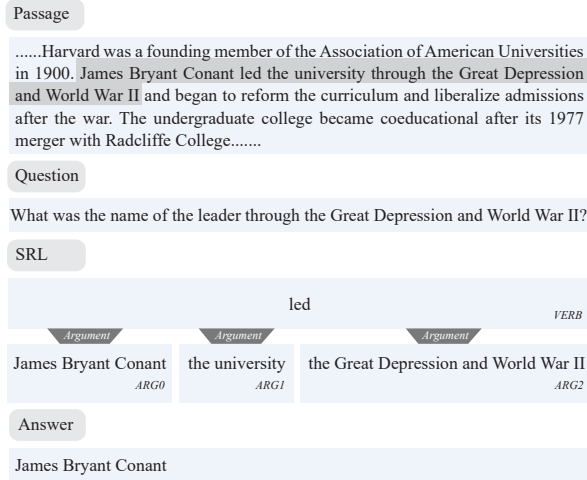 Passage
......Harvard was a founding member of the Association of American Universities
in 1900. James Bryant Conant led the university through the Great Depression
and World War II and began to reform the curriculum and liberalize admissions
after the war. The undergraduate college became coeducational after its 1977
merger with Radcliffe College.......
Question
What was the name of the leader through the Great Depression and World War II?
SRL
led
VERB
Argument Argument Argument
James Bryant Conant the university the Great Depression and World War II
ARG0 ARG1 ARG2
Answer
James Bryant Conant